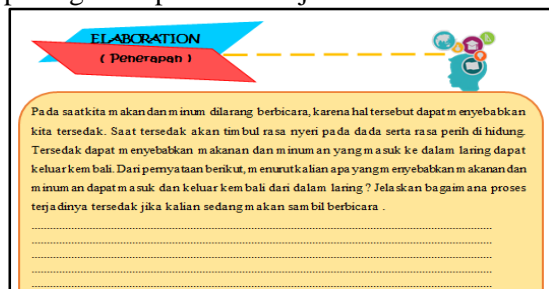 ELABORATION
( Penerapan )
Pada saatkita makan dan minum dilarang berbicara, karena hal tersebut dapat menyebabkan
kita tersedak. Saat tersedak akan timbul rasa nyeri pada dada serta rasa perih di hidung.
Tersedak dapat menyebabkan makanan dan minuman yang masuk ke dalam laring dapat
keluar kembali. Dari pernyataan berikut, menurut kalian apa yang menyebabkan makanan dan
minuman dapat masuk dan keluar kembali dari dalam laring ? Jelaskan bagaimana proses
terjadinya tersedak jika kalian sedang makan sambil berbicara .